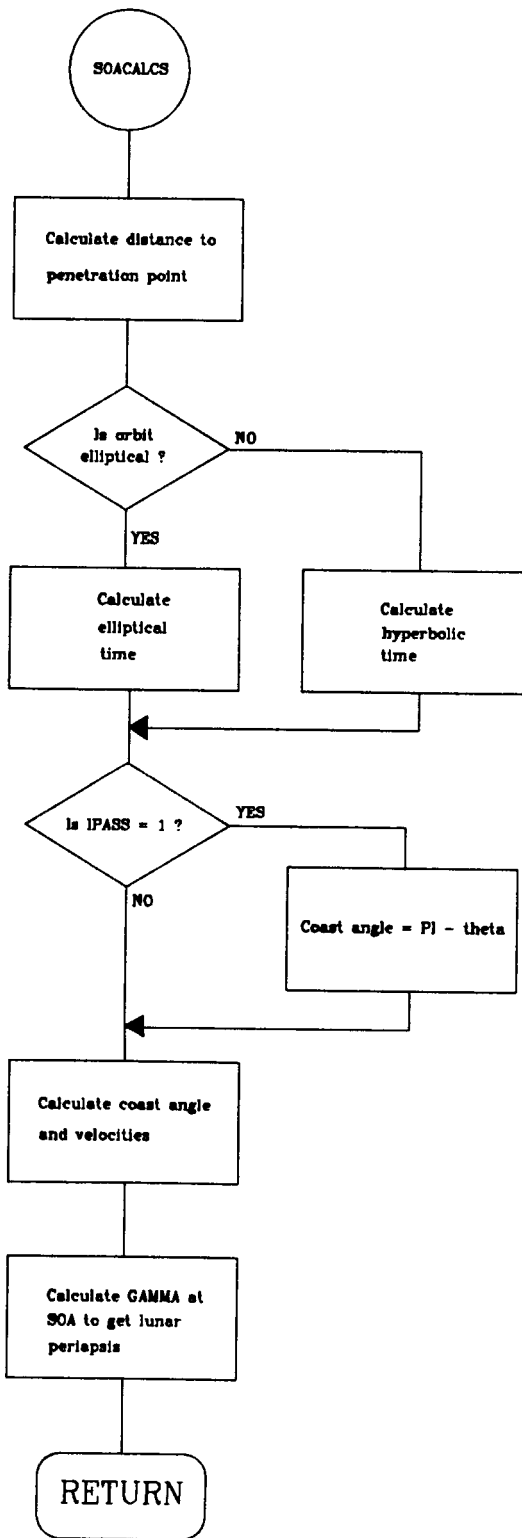 SOACALCS
Calculate distance to
penetration point
Is orbit
elliptical ?
NO
YES
Calculate
elliptical
time
Calculate
hyperbolic
time
Is IPASS = 1 ?
YES
NO
Coast angle = PI - theta
Calculate coast angle
and velocities
Calculate GAMMA at
SOA to get lunar
periapsis
RETURN